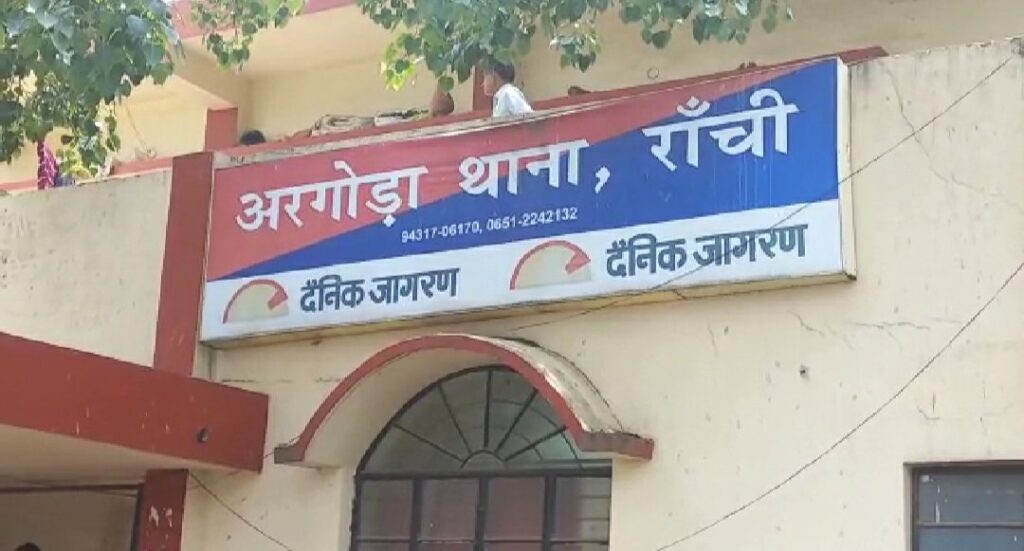 अरगोड़ा थाना, राँची
94317-06170, 0651-2242132
दैनिक जागरण दैनिक जागरण